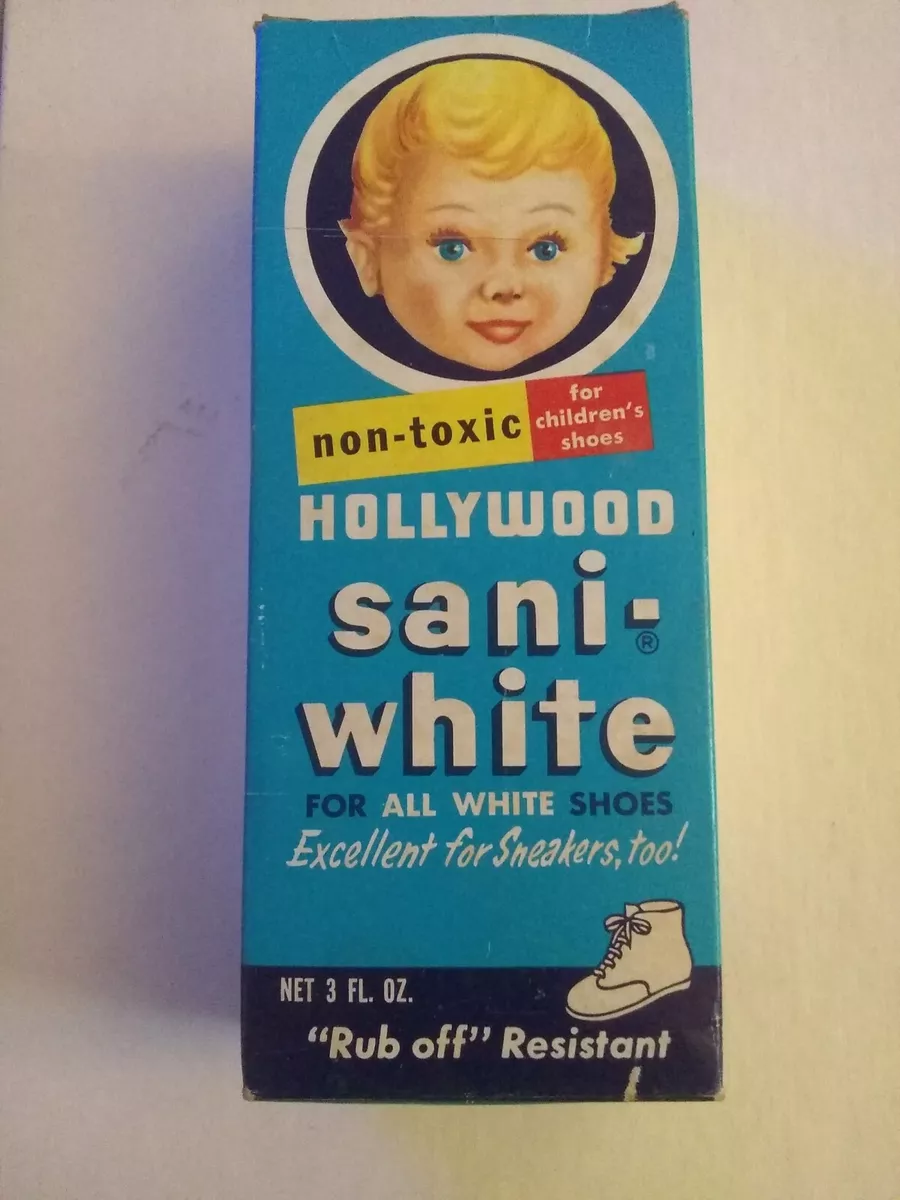 non-toxic
for
children's
shoes
HOLLYWOOD
sani-
®
white
FOR ALL WHITE SHOES
Excellent for Sneakers, too!
NET 3 FL. OZ.
"Rub off" Resistant